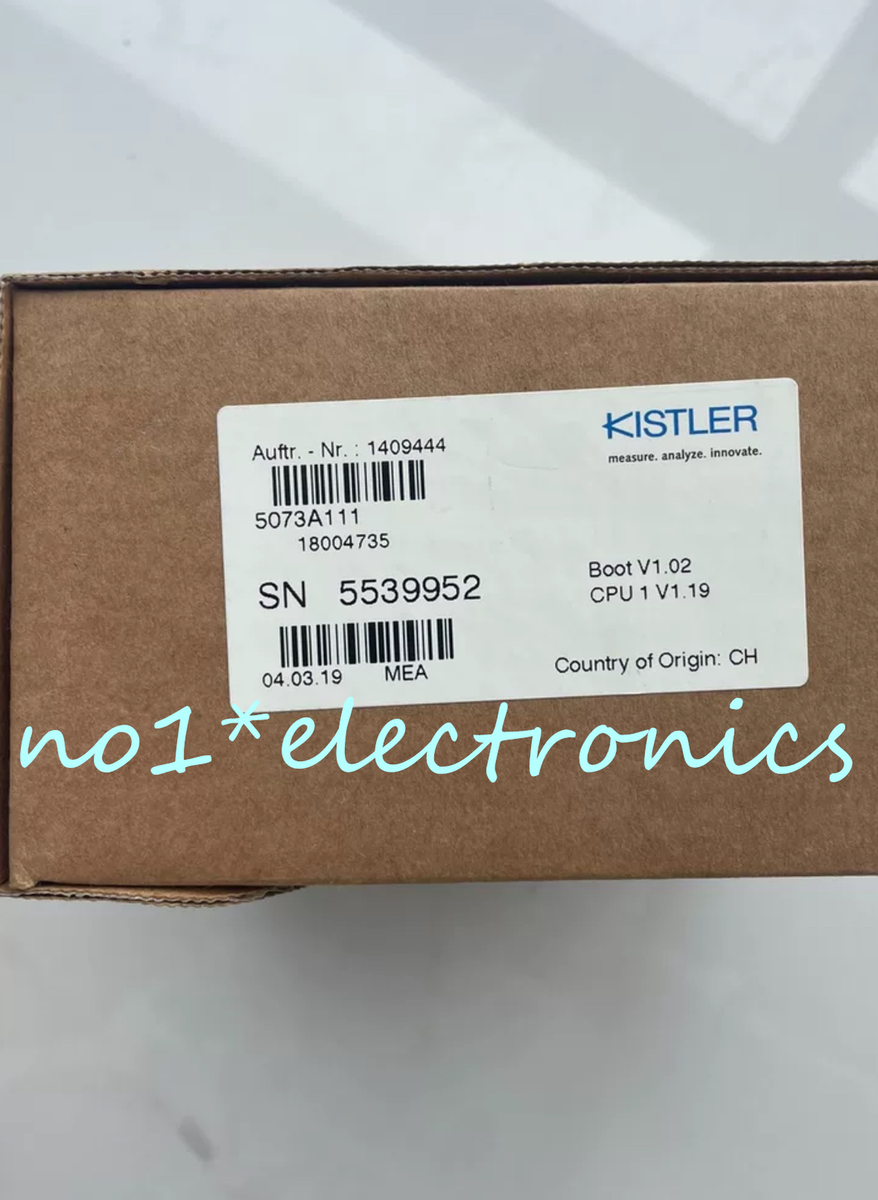 KISTLER
measure. analyze. innovate.
Auftr. - Nr. : 1409444
5073A111
18004735
SN 5539952
Boot V1.02
CPU 1 V1.19
04.03.19 MEA
Country of Origin: CH
no1*electronics